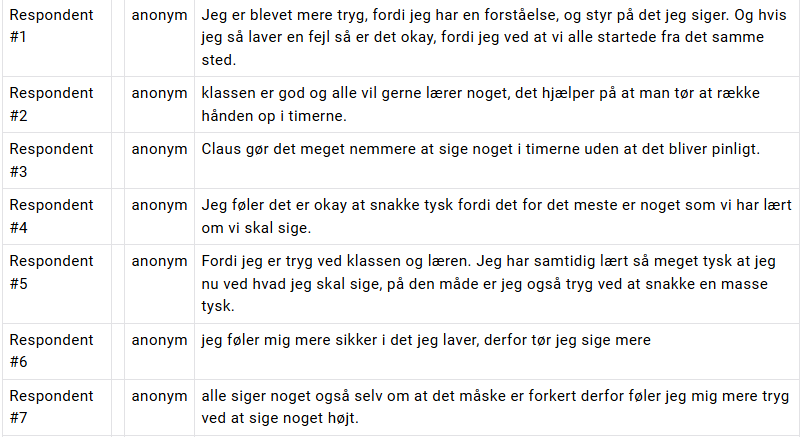 Respondent anonym Jeg er blevet mere tryg, fordi jeg har en forståelse, og styr på det jeg siger. Og hvis
#1 jeg så laver en fejl så er det okay, fordi jeg ved at vi alle startede fra det samme
sted.
Respondent anonym klassen er god og alle vil gerne lærer noget, det hjælper på at man tør at række
#2 hånden op i timerne.
Respondent anonym Claus gør det meget nemmere at sige noget i timerne uden at det bliver pinligt.
#3
Respondent anonym Jeg føler det er okay at snakke tysk fordi det for det meste er noget som vi har lært
#4 om vi skal sige.
Respondent anonym Fordi jeg er tryg ved klassen og læren. Jeg har samtidig lært så meget tysk at jeg
#5 nu ved hvad jeg skal sige, på den måde er jeg også tryg ved at snakke en masse
tysk.
Respondent anonym jeg føler mig mere sikker i det jeg laver, derfor tør jeg sige mere
#6
Respondent anonym alle siger noget også selv om at det måske er forkert derfor føler jeg mig mere tryg
#7 ved at sige noget højt.